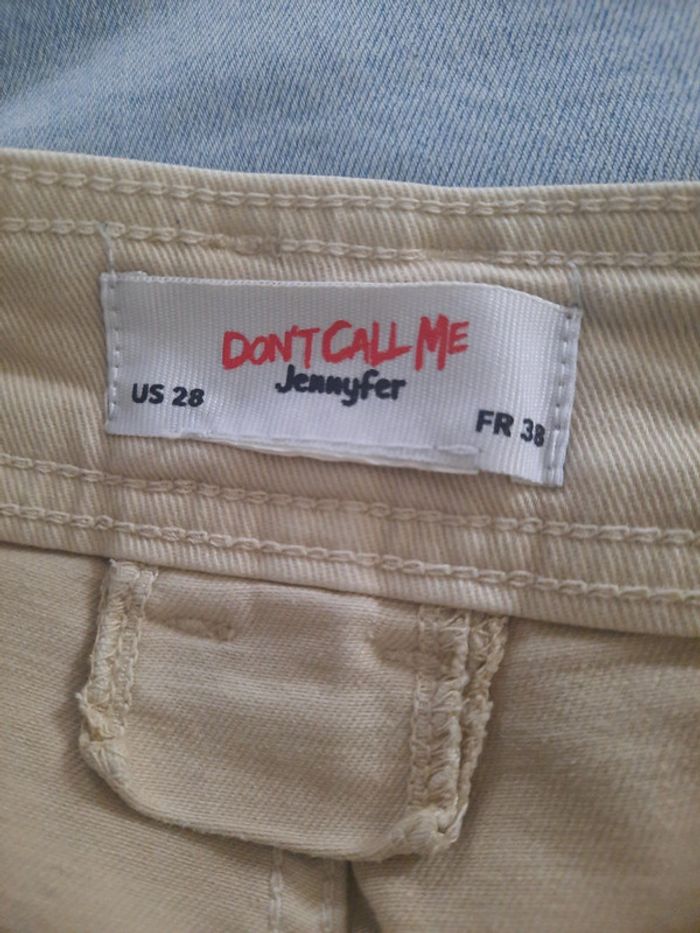 DON'T CALL ME
Jennyfer
US 28
FR 38